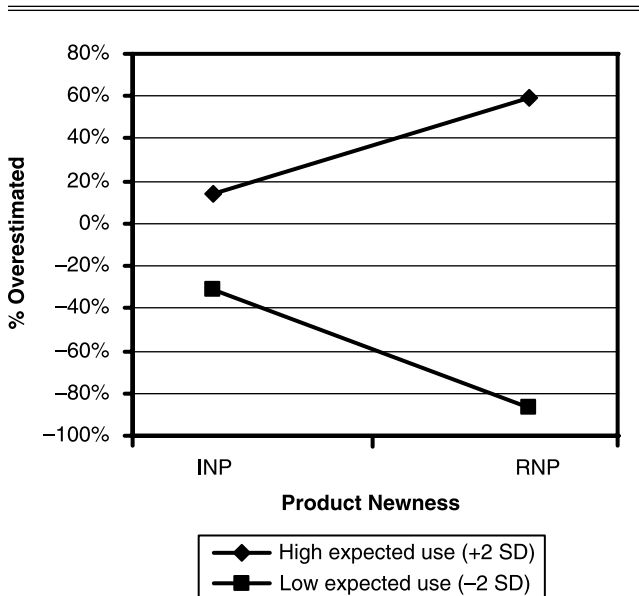 80%
60%
40%
20%
0%
–20%
–40%
–60%
–80%
–100%
% Overestimated
INP RNP
Product Newness
High expected use (+2 SD)
Low expected use (–2 SD)